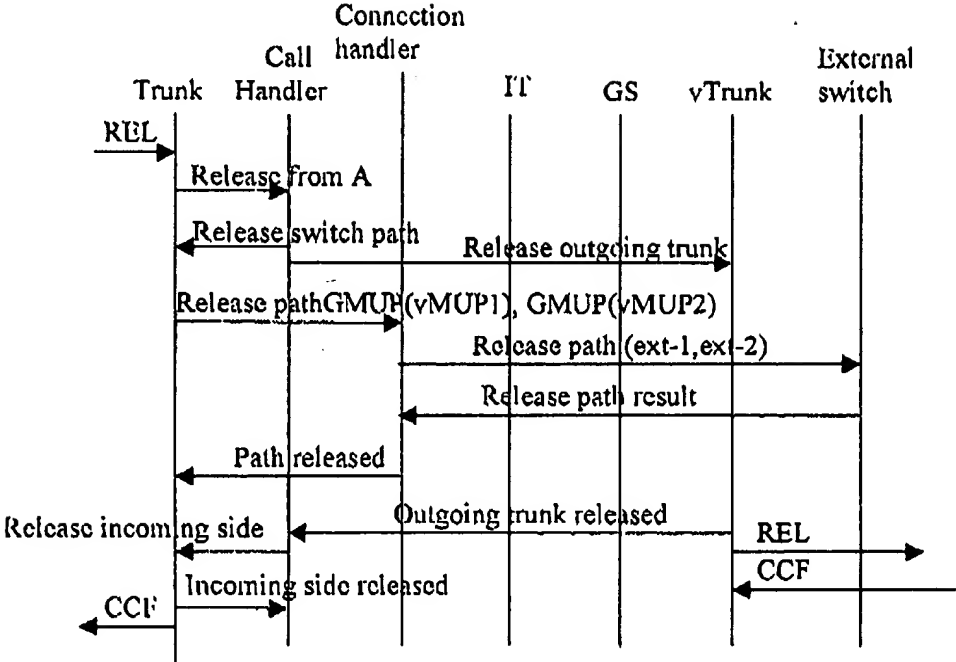 Connection
handler
Call
Handler
External
switch
Trunk
IT
GS
vTrunk
REL
Release from A
Release switch path
Release outgoing trunk
Release pathGMUP(vMUP1), GMUP(vMUP2)
Release path (ext-1,ext-2)
Release path result
Path released
Outgoing trunk released
Release incoming side
REL
CCF
Incoming side released
CCF